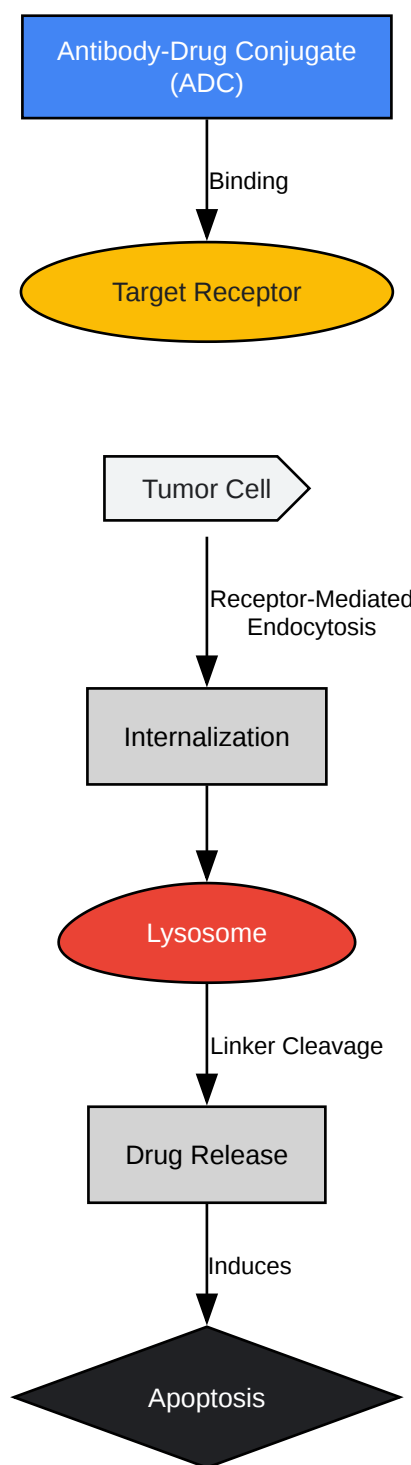 Antibody-Drug Conjugate
(ADC)
Binding
Target Receptor
Tumor Cell
Receptor-Mediated
Endocytosis
Internalization
Lysosome
Linker Cleavage
Drug Release
Induces
Apoptosis